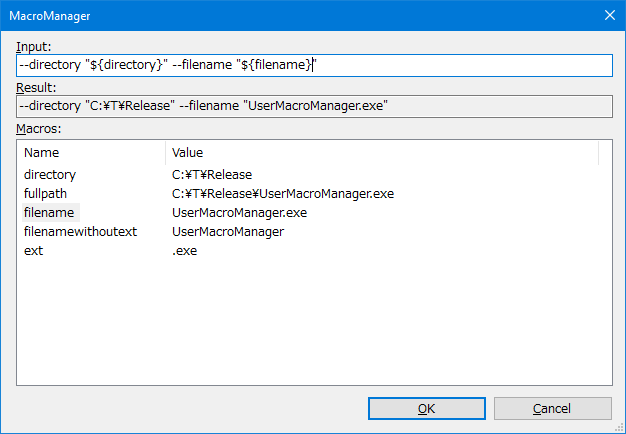 MacroManager
Input:
--directory "${directory}" --filename "${filename}"
Result:
--directory "C:¥T¥Release" --filename "UserMacroManager.exe"
Macros:
Name Value
directory C:¥T¥Release
fullpath C:¥T¥Release¥UserMacroManager.exe
filename UserMacroManager.exe
filenamewithoutext UserMacroManager
ext .exe
OK Cancel